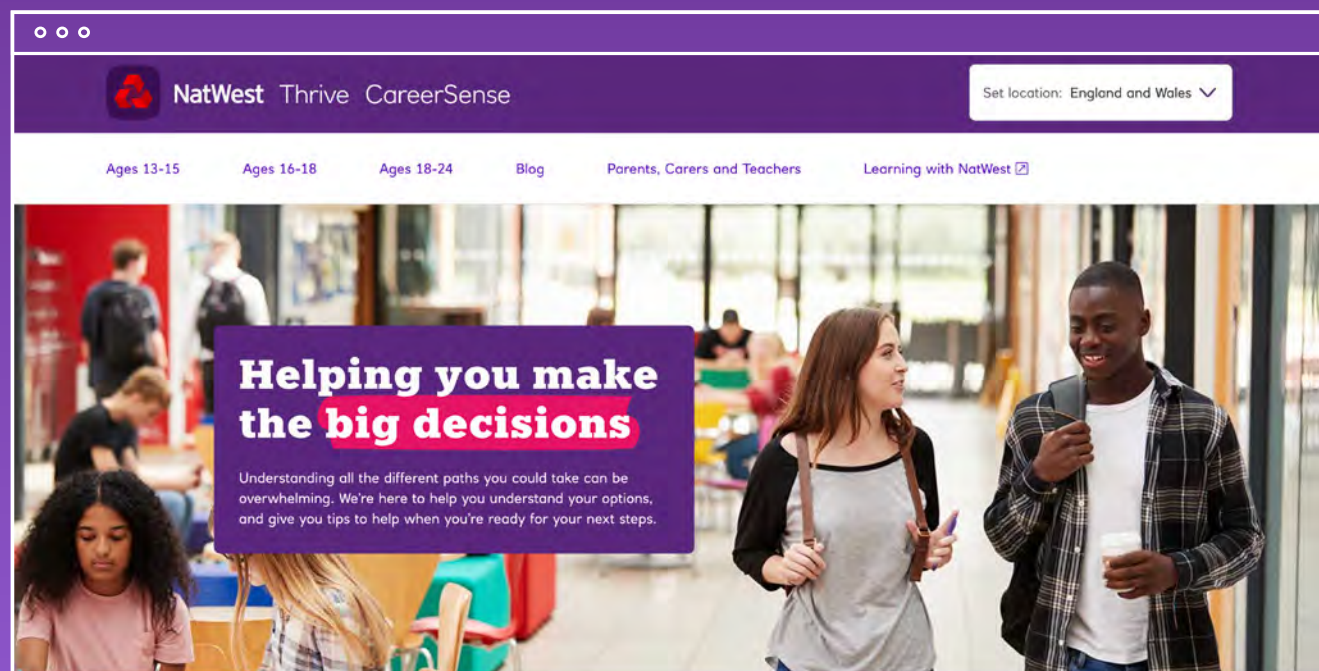 NatWest Thrive CareerSense
Set location: England and Wales
Ages 13-15
Ages 16-18
Ages 18-24
Blog
Parents, Carers and Teachers
Learning with NatWest
Helping you make
the big decisions
Understanding all the different paths you could take can be
overwhelming. We're here to help you understand your options,
and give you tips to help when you're ready for your next steps.